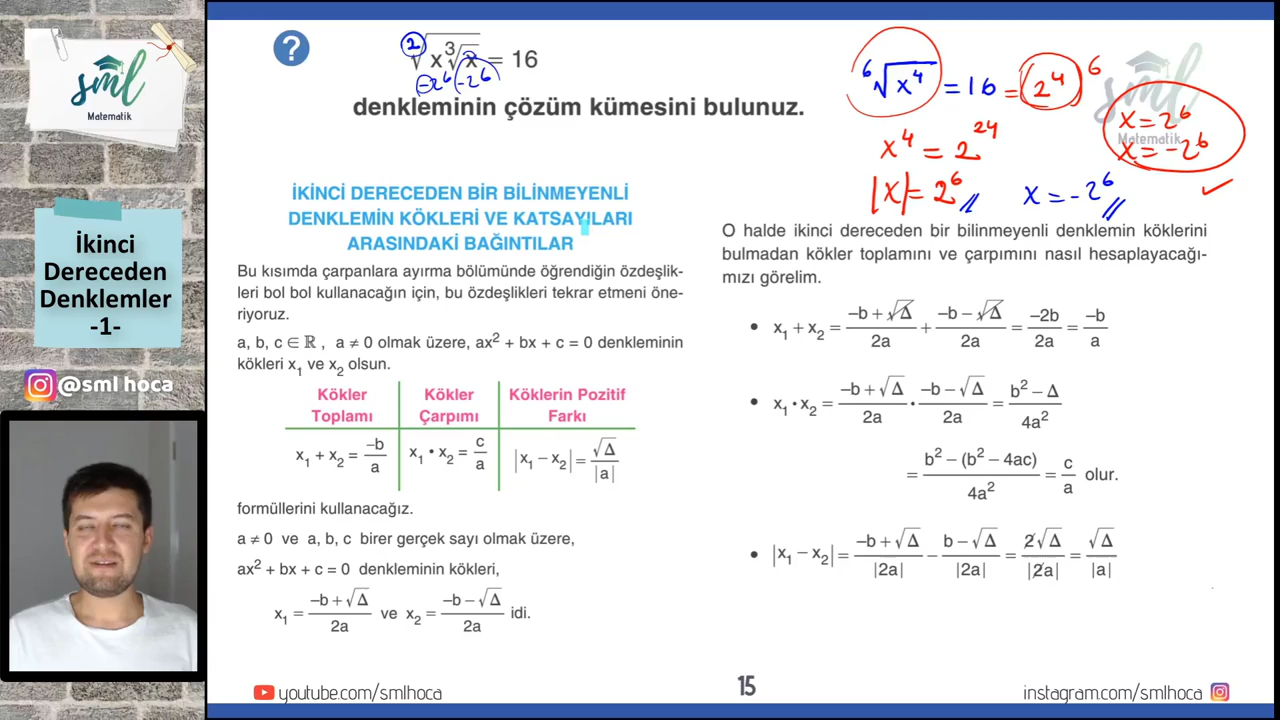 sml
Matematik
İkinci
Dereceden
Denklemler
-1-
@sml hoca
?
2 √(x ∛x) = 16
-2⁶ -2⁶
denkleminin çözüm kümesini bulunuz.
⁶√(x⁴) = 16 = (2⁴)⁶
x⁴ = 2²⁴
|x| = 2⁶ x = -2⁶
x = 2⁶
x = -2⁶
sml
Matematik
İKİNCİ DERECEDEN BİR BİLİNMEYENLİ
DENKLEMİN KÖKLERİ VE KATSAYILARI
ARASINDAKİ BAĞINTILAR
Bu kısımda çarpanlara ayırma bölümünde öğrendiğin özdeşlik-
leri bol bol kullanacağın için, bu özdeşlikleri tekrar etmeni öne-
riyoruz.
a, b, c ∈ ℝ , a ≠ 0 olmak üzere, ax² + bx + c = 0 denkleminin
kökleri x₁ ve x₂ olsun.
Kökler Toplamı
Kökler Çarpımı
Köklerin Pozitif Farkı
x₁ + x₂ = -b/a
x₁ • x₂ = c/a
|x₁ – x₂| = √Δ/|a|
formüllerini kullanacağız.
a ≠ 0 ve a, b, c birer gerçek sayı olmak üzere,
ax² + bx + c = 0 denkleminin kökleri,
x₁ = (–b + √Δ)/2a ve x₂ = (–b – √Δ)/2a idi.
O halde ikinci dereceden bir bilinmeyenli denklemin köklerini
bulmadan kökler toplamını ve çarpımını nasıl hesaplayacağı-
mızı görelim.
• x₁ + x₂ = (–b + √Δ)/2a + (–b – √Δ)/2a = –2b/2a = –b/a
• x₁ • x₂ = (–b + √Δ)/2a • (–b – √Δ)/2a = (b² – Δ)/4a²
= (b² – (b² – 4ac))/4a² = c/a olur.
• |x₁ – x₂| = (–b + √Δ)/|2a| – (b – √Δ)/|2a| = 2√Δ/|2a| = √Δ/|a|
youtube.com/smlhoca
15
instagram.com/smlhoca